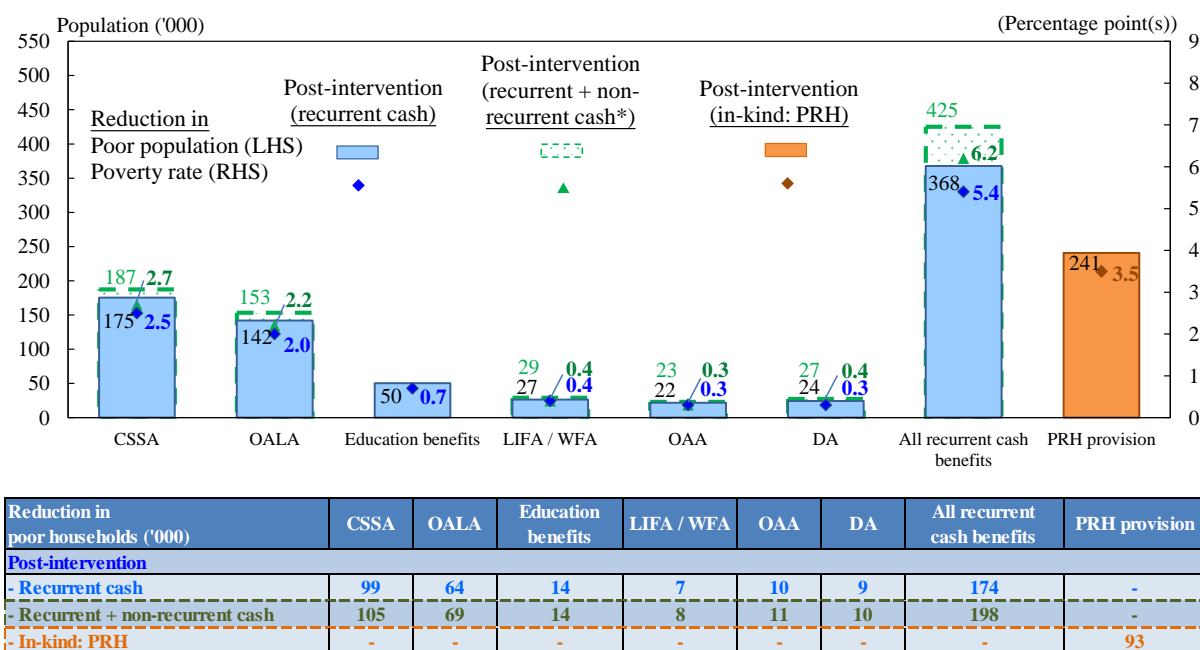 Population ('000)
(Percentage point(s))
550
500
450
400
350
300
250
200
150
100
50
0
9
8
7
6
5
4
3
2
1
0
Reduction in
Poor population (LHS)
Poverty rate (RHS)
Post-intervention
(recurrent cash)
Post-intervention
(recurrent + non-
recurrent cash*)
Post-intervention
(in-kind: PRH)
187 2.7
175 2.5
153 2.2
142 2.0
50 0.7
29 0.4
27 0.4
23 0.3
22 0.3
27 0.4
24 0.3
425
6.2
368 5.4
241 3.5
CSSA
OALA
Education benefits
LIFA / WFA
OAA
DA
All recurrent cash
benefits
PRH provision
Reduction in
poor households ('000)
CSSA
OALA
Education
benefits
LIFA / WFA
OAA
DA
All recurrent
cash benefits
PRH provision
Post-intervention
- Recurrent cash 99 64 14 7 10 9 174 -
- Recurrent + non-recurrent cash 105 69 14 8 11 10 198 -
- In-kind: PRH - - - - - - - 93